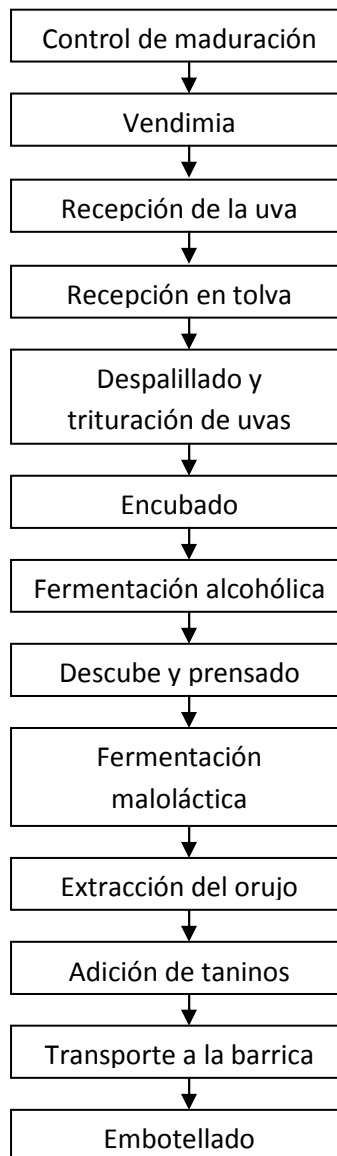 Control de maduración
Vendimia
Recepción de la uva
Recepción en tolva
Despalillado y
trituración de uvas
Encubado
Fermentación alcohólica
Descube y prensado
Fermentación
maloláctica
Extracción del orujo
Adición de taninos
Transporte a la barrica
Embotellado